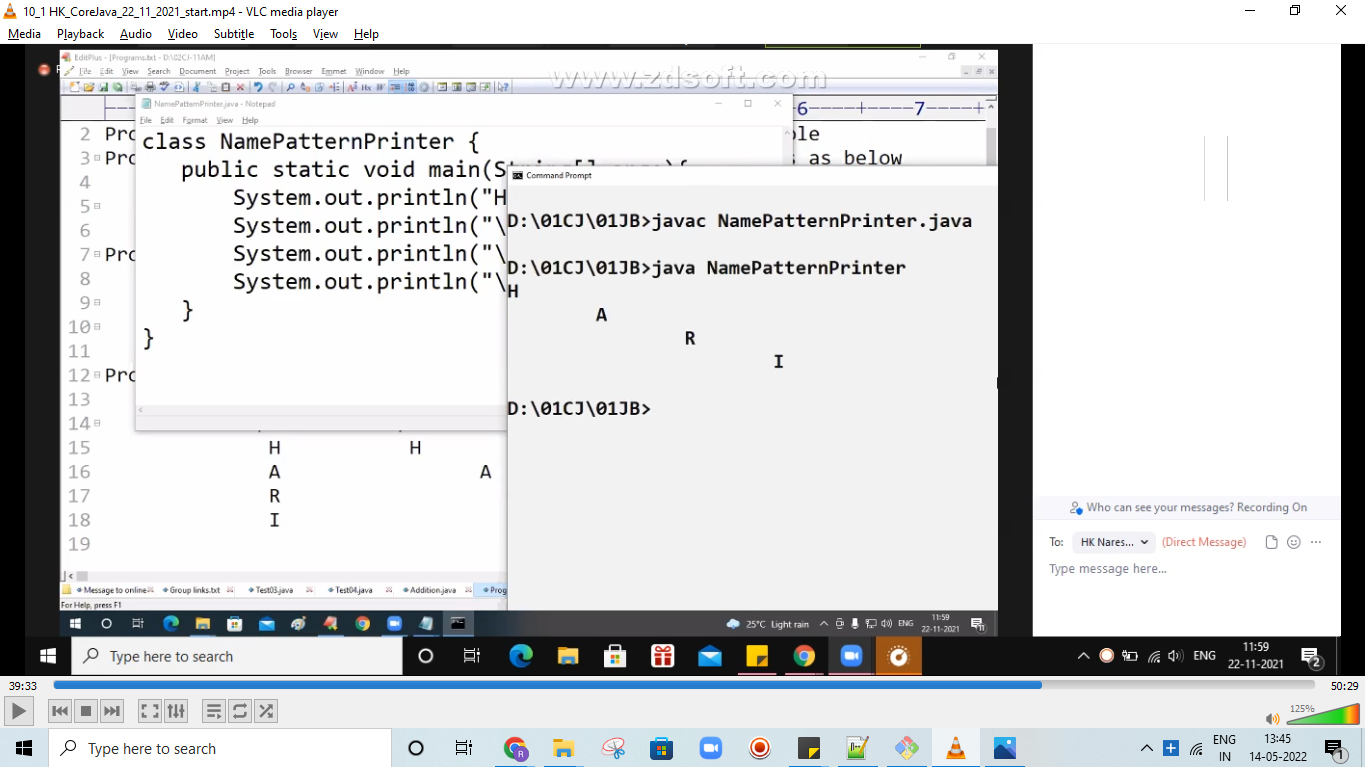 10_1 HK_CoreJava_22_11_2021_start.mp4 - VLC media player
Media Playback Audio Video Subtitle Tools View Help
EditPlus - [Programs.txt - D:\02CJ-11AM]
File Edit View Search Document Project Tools Browser Emmet Window Help
www.zdsoft.com
NamePatternPrinter.java - Notepad
File Edit Format View Help
6----+----7----+
2 Pro ble
3 Pro s as below
4
5
6
7 Pro
8
9
10
11
12 Pro
13
14
15 H H
16 A A
17 R
18 I
19
class NamePatternPrinter {
public static void main(String[] args){
System.out.println("H
System.out.println("\
System.out.println("\
System.out.println("\
}
}
Command Prompt
D:\01CJ\01JB>javac NamePatternPrinter.java
D:\01CJ\01JB>java NamePatternPrinter
H
A
R
I
D:\01CJ\01JB>
Message to online Group links.txt Test03.java Test04.java Addition.java Prog
For Help, press F1
25°C Light rain ENG 11:59
22-11-2021
11
Who can see your messages? Recording On
To: HK Nares... (Direct Message)
Type message here...
Type here to search ENG 11:59
22-11-2021
2
39:33 50:29
125%
Type here to search ENG 13:45
IN 14-05-2022
1